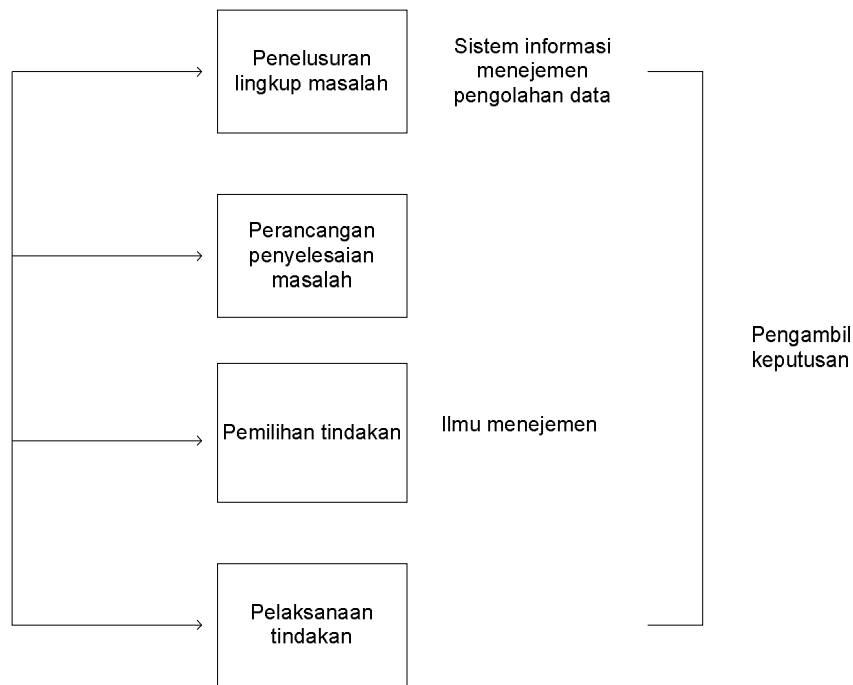 Penelusuran
lingkup masalah
Sistem informasi
menejemen
pengolahan data
Perancangan
penyelesaian
masalah
Pengambil
keputusan
Pemilihan tindakan
Ilmu menejemen
Pelaksanaan
tindakan